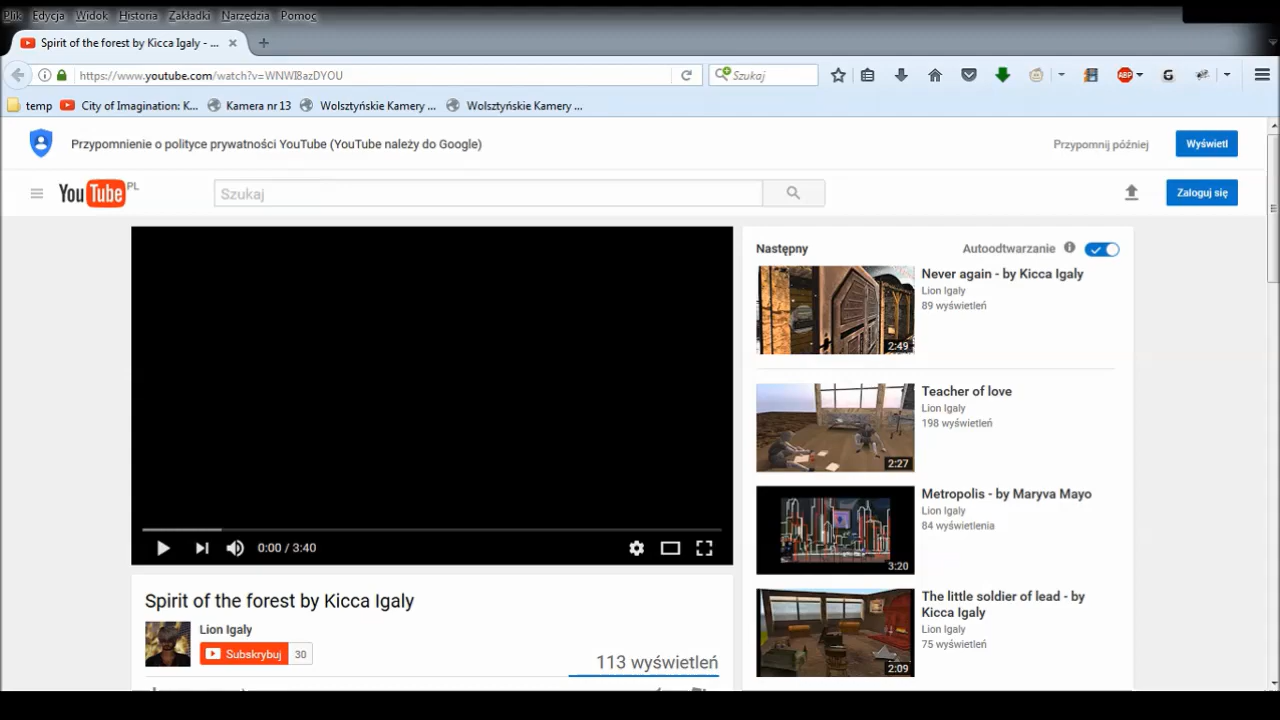 Plik Edycja Widok Historia Zakładki Narzędzia Pomoc
Spirit of the forest by Kicca Igaly - ...
https://www.youtube.com/watch?v=WNWI8azDYOU
Szukaj
ABP
G
temp City of Imagination: K... Kamera nr 13 Wolsztyńskie Kamery ... Wolsztyńskie Kamery ...
Przypomnienie o polityce prywatności YouTube (YouTube należy do Google)
Przypomnij później
Wyświetl
YouTube PL
Szukaj
Zaloguj się
0:00 / 3:40
Spirit of the forest by Kicca Igaly
Lion Igaly
Subskrybuj 30
113 wyświetleń
Następny
Autoodtwarzanie
Never again - by Kicca Igaly
Lion Igaly
89 wyświetleń
2:49
Teacher of love
Lion Igaly
198 wyświetleń
2:27
Metropolis - by Maryva Mayo
Lion Igaly
84 wyświetlenia
3:20
The little soldier of lead - by
Kicca Igaly
Lion Igaly
75 wyświetleń
2:09